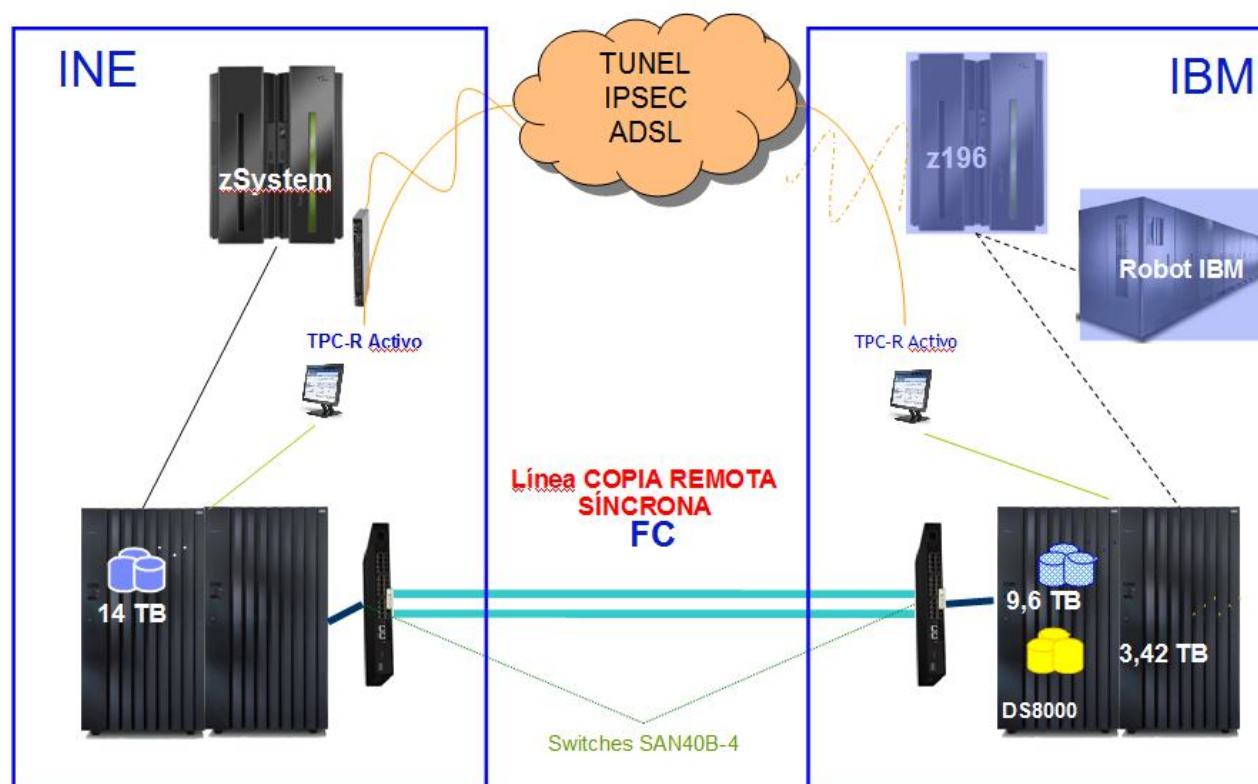 INE
IBM
TUNEL
IPSEC
ADSL
zSystem
z196
Robot IBM
TPC-R Activo
TPC-R Activo
Línea COPIA REMOTA
SÍNCRONA
FC
14 TB
9,6 TB
3,42 TB
DS8000
Switches SAN40B-4